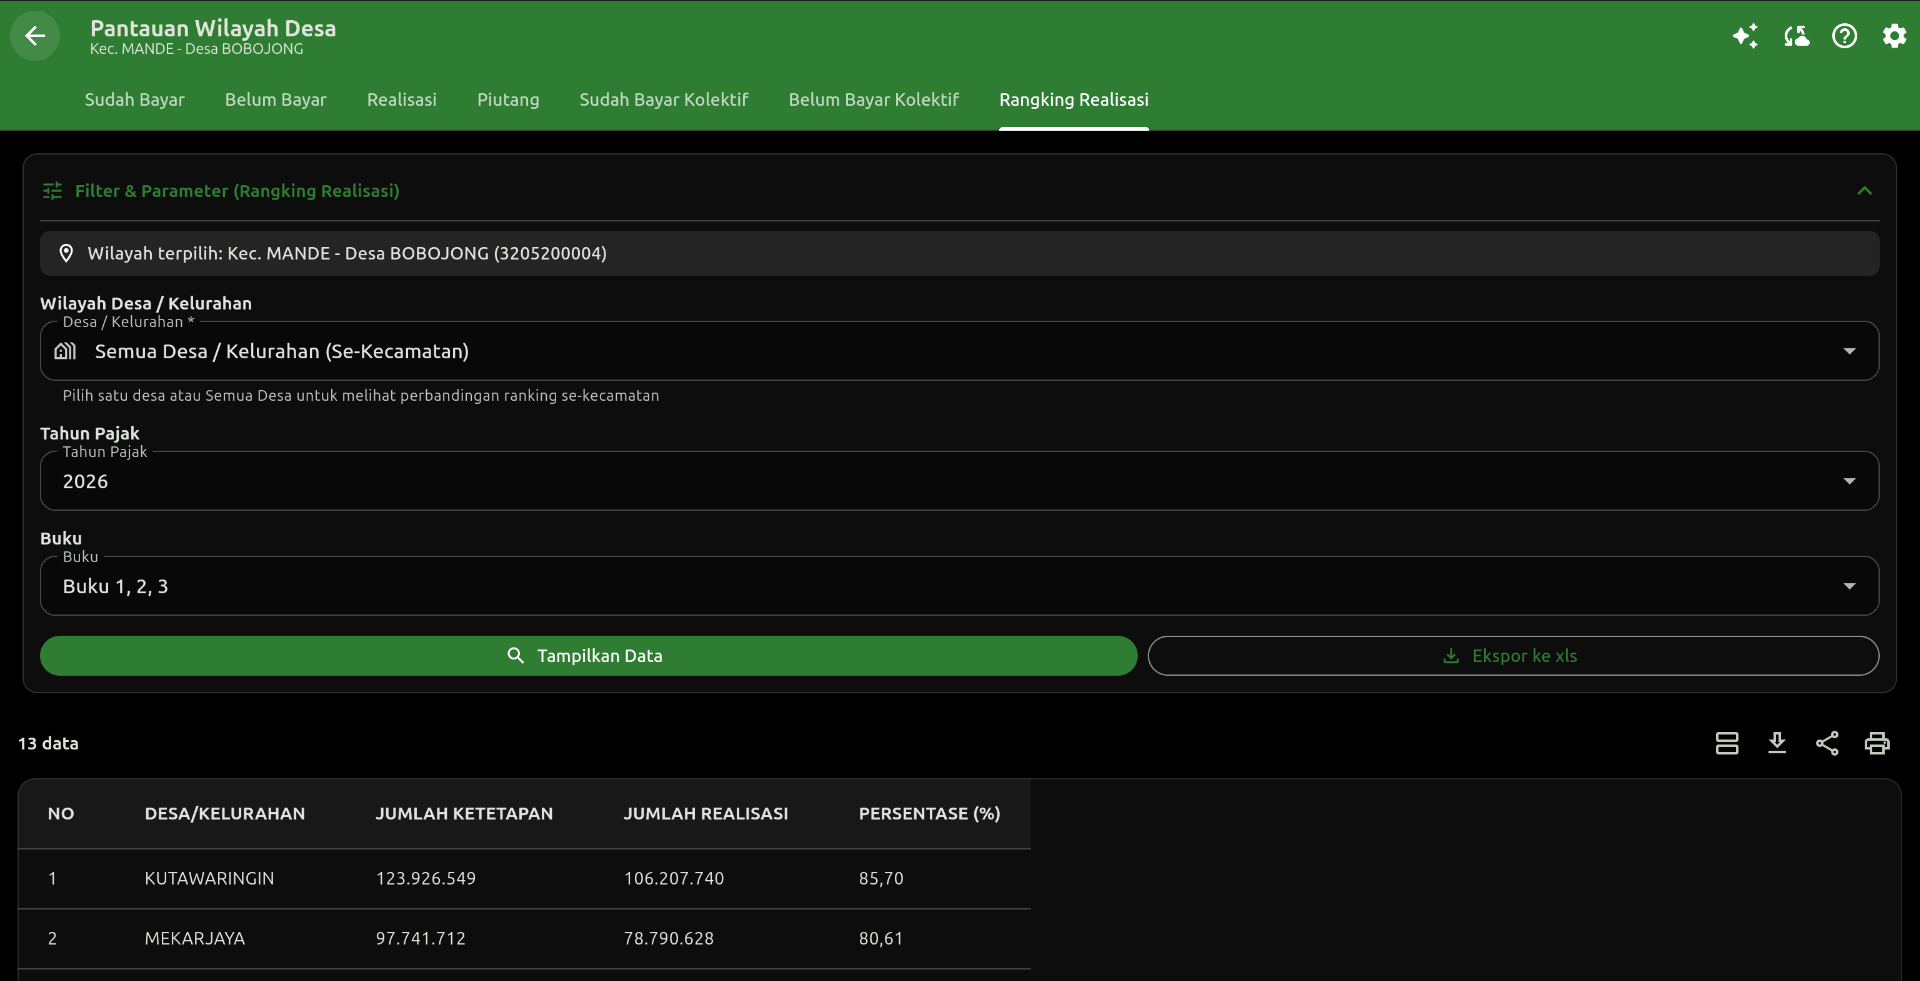 Pantauan Wilayah Desa
Kec. MANDE - Desa BOBOJONG
Sudah Bayar Belum Bayar Realisasi Piutang Sudah Bayar Kolektif Belum Bayar Kolektif Rangking Realisasi
Filter & Parameter (Rangking Realisasi)
Wilayah terpilih: Kec. MANDE - Desa BOBOJONG (3205200004)
Wilayah Desa / Kelurahan
Desa / Kelurahan *
Semua Desa / Kelurahan (Se-Kecamatan)
Pilih satu desa atau Semua Desa untuk melihat perbandingan ranking se-kecamatan
Tahun Pajak
Tahun Pajak
2026
Buku
Buku
Buku 1, 2, 3
Tampilkan Data Ekspor ke xls
13 data
NO DESA/KELURAHAN JUMLAH KETETAPAN JUMLAH REALISASI PERSENTASE (%)
1 KUTAWARINGIN 123.926.549 106.207.740 85,70
2 MEKARJAYA 97.741.712 78.790.628 80,61